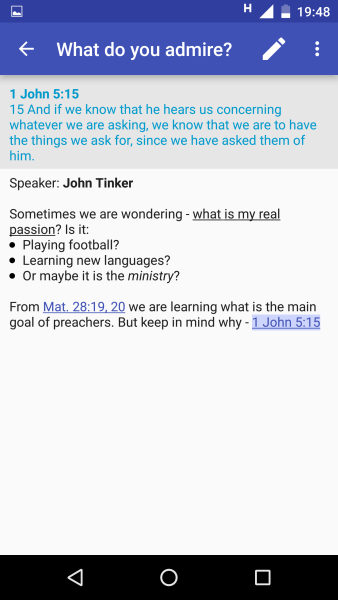 H 19:48
What do you admire?
1 John 5:15
15 And if we know that he hears us concerning
whatever we are asking, we know that we are to have
the things we ask for, since we have asked them of
him.
Speaker: John Tinker
Sometimes we are wondering - what is my real
passion? Is it:
• Playing football?
• Learning new languages?
• Or maybe it is the ministry?
From Mat. 28:19, 20 we are learning what is the main
goal of preachers. But keep in mind why - 1 John 5:15